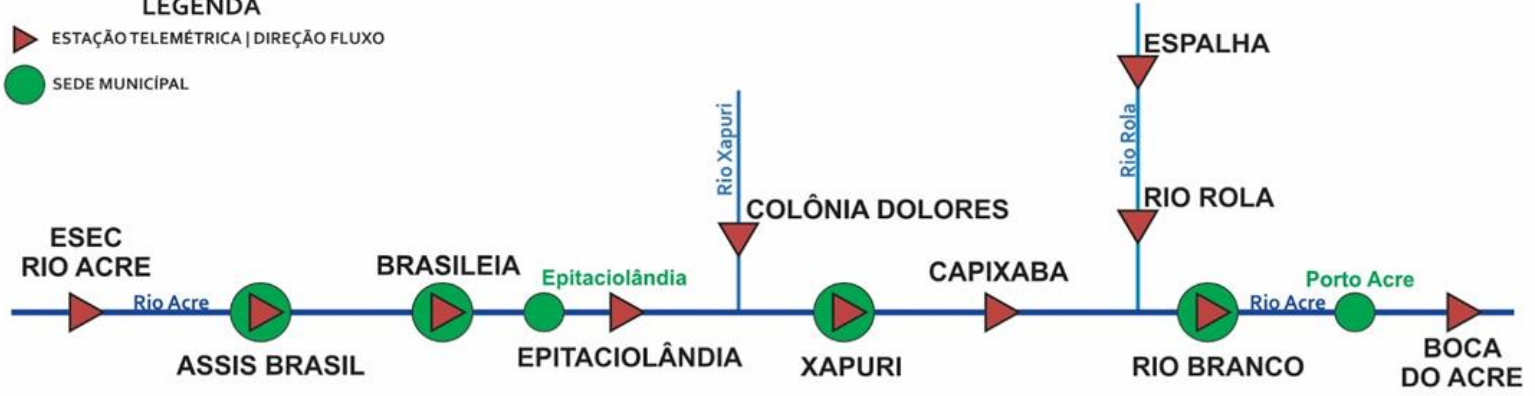 LEGENDA
ESTAÇÃO TELEMÉTRICA | DIREÇÃO FLUXO
SEDE MUNICÍPAL
ESPALHA
Rio Xapuri
Rio Rola
COLÔNIA DOLORES
RIO ROLA
ESEC
RIO ACRE
BRASILEIA
Epitaciolândia
CAPIXABA
Porto Acre
Rio Acre
Rio Acre
ASSIS BRASIL
EPITACIOLÂNDIA
XAPURI
RIO BRANCO
BOCA
DO ACRE